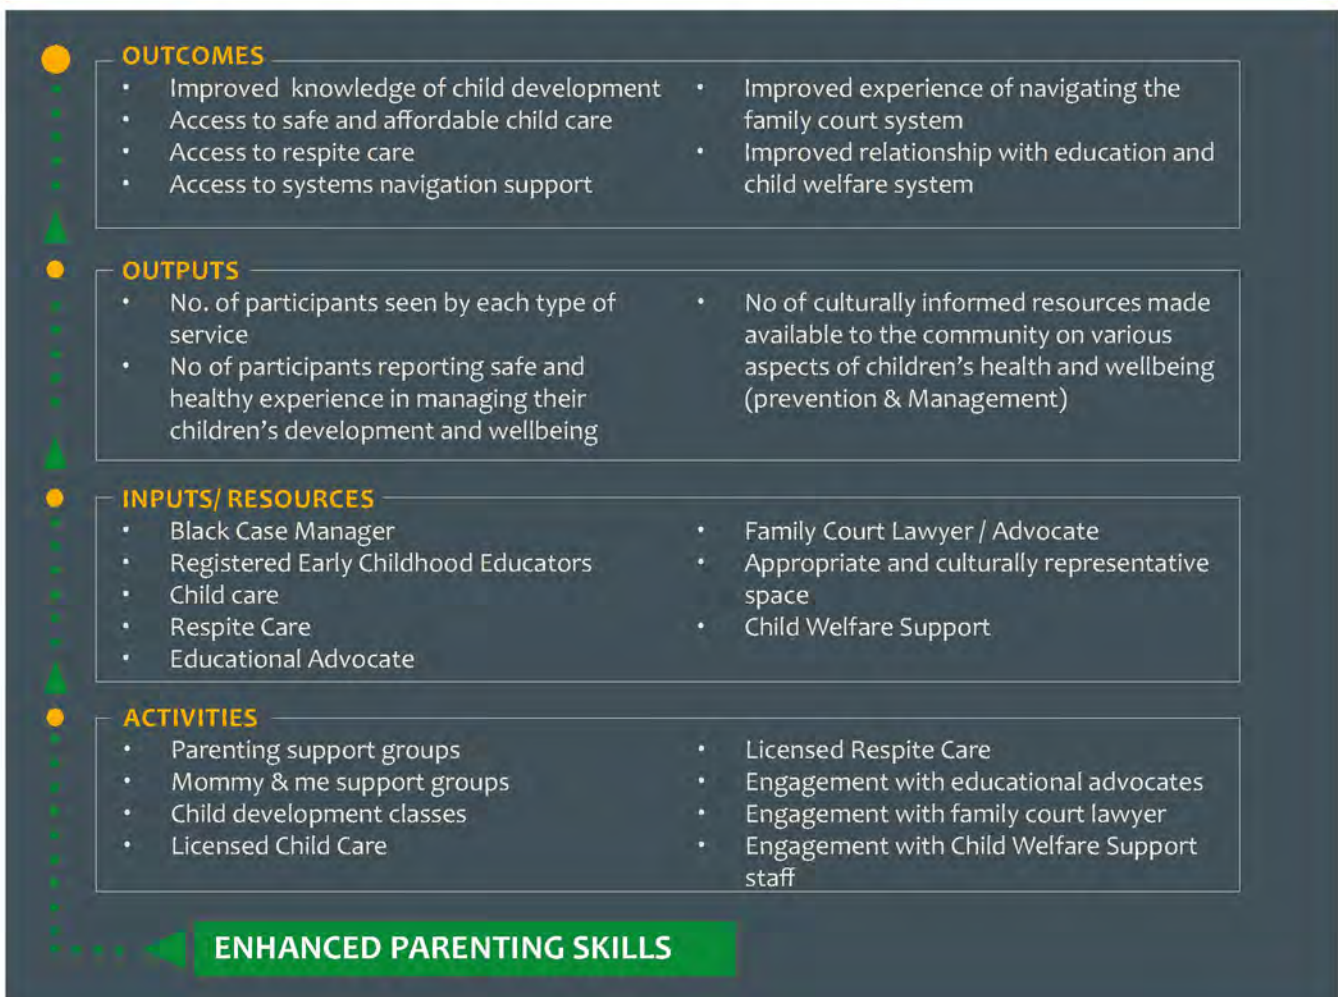 OUTCOMES
• Improved knowledge of child development
• Access to safe and affordable child care
• Access to respite care
• Access to systems navigation support
• Improved experience of navigating the
family court system
• Improved relationship with education and
child welfare system
OUTPUTS
• No. of participants seen by each type of
service
• No of participants reporting safe and
healthy experience in managing their
children’s development and wellbeing
• No of culturally informed resources made
available to the community on various
aspects of children’s health and wellbeing
(prevention & Management)
INPUTS/ RESOURCES
• Black Case Manager
• Registered Early Childhood Educators
• Child care
• Respite Care
• Educational Advocate
• Family Court Lawyer / Advocate
• Appropriate and culturally representative
space
• Child Welfare Support
ACTIVITIES
• Parenting support groups
• Mommy & me support groups
• Child development classes
• Licensed Child Care
• Licensed Respite Care
• Engagement with educational advocates
• Engagement with family court lawyer
• Engagement with Child Welfare Support
staff
ENHANCED PARENTING SKILLS